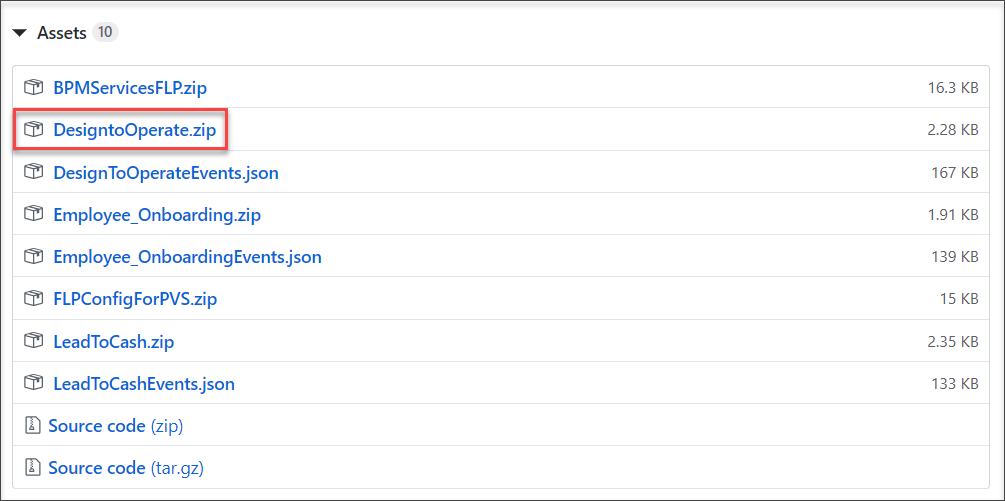 Assets 10
BPMServicesFLP.zip 16.3 KB
DesigntoOperate.zip 2.28 KB
DesignToOperateEvents.json 167 KB
Employee_Onboarding.zip 1.91 KB
Employee_OnboardingEvents.json 139 KB
FLPConfigForPVS.zip 15 KB
LeadToCash.zip 2.35 KB
LeadToCashEvents.json 133 KB
Source code (zip)
Source code (tar.gz)